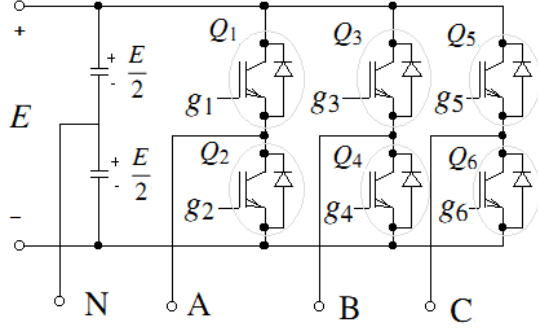 Q1 Q3 Q5
+
+ E/2
-
g1 g3 g5
E
Q2 Q4 Q6
+ E/2
-
g2 g4 g6
−
N A B C